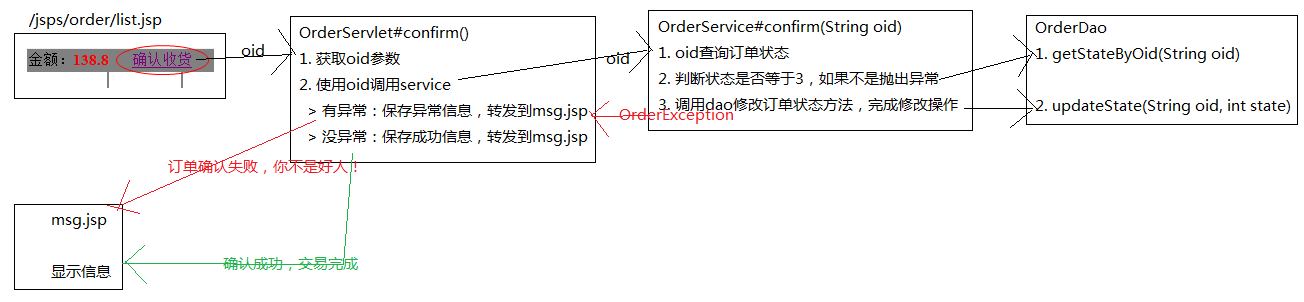 /jsps/order/list.jsp
金额：138.8 确认收货
oid
OrderServlet#confirm()
1. 获取oid参数
2. 使用oid调用service
> 有异常：保存异常信息，转发到msg.jsp
> 没异常：保存成功信息，转发到msg.jsp
oid
OrderService#confirm(String oid)
1. oid查询订单状态
2. 判断状态是否等于3，如果不是抛出异常
3. 调用dao修改订单状态方法，完成修改操作
OrderException
OrderDao
1. getStateByOid(String oid)
2. updateState(String oid, int state)
订单确认失败，你不是好人！
msg.jsp
显示信息
确认成功，交易完成